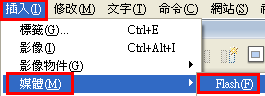 插入(I) 修改(M) 文字(T) 命令(C) 網站(S)
標籤(G)... Ctrl+E
影像(I) Ctrl+Alt+I
影像物件(G)
媒體(M) Flash(F)